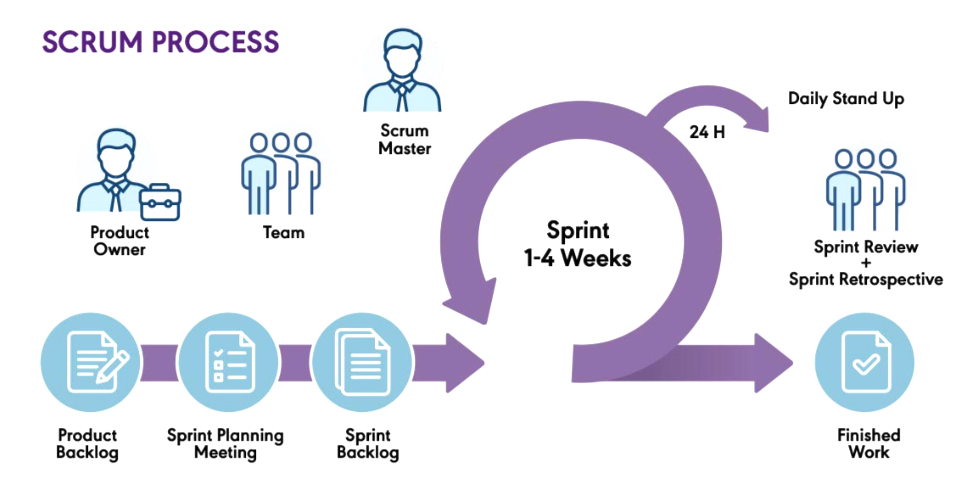 SCRUM PROCESS
Scrum
Master
Product
Owner
Team
Sprint
1-4 Weeks
24 H
Daily Stand Up
Sprint Review
+
Sprint Retrospective
Product
Backlog
Sprint Planning
Meeting
Sprint
Backlog
Finished
Work